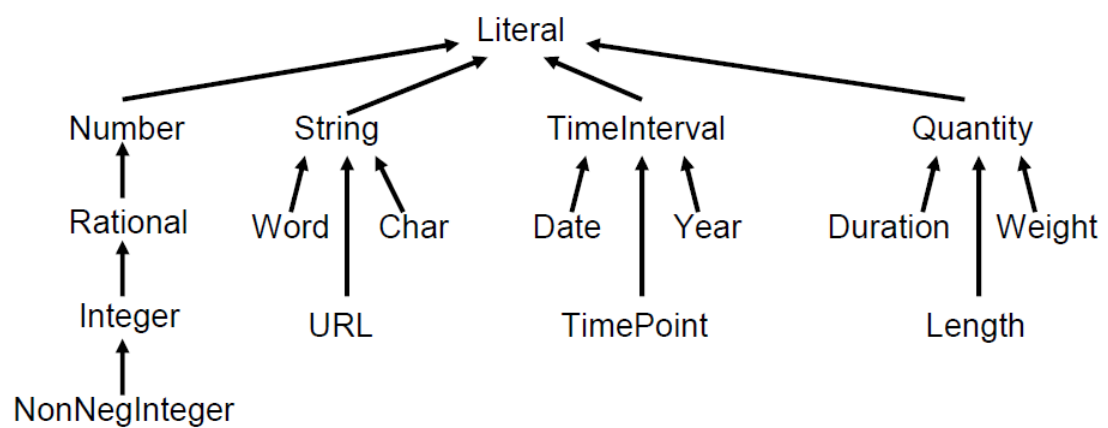 Literal
Number String TimeInterval Quantity
Rational Word Char Date Year Duration Weight
Integer URL TimePoint Length
NonNegInteger